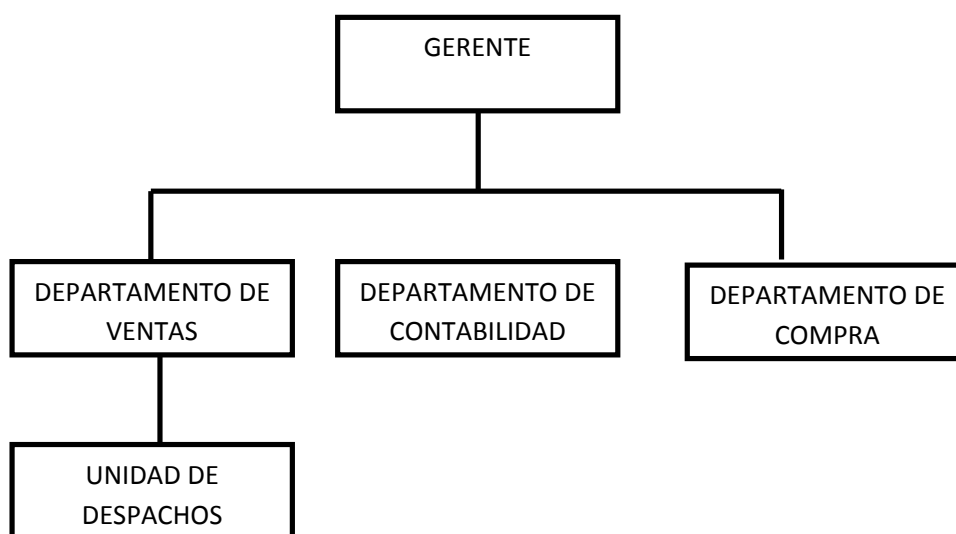 GERENTE
DEPARTAMENTO DE
VENTAS
DEPARTAMENTO DE
CONTABILIDAD
DEPARTAMENTO DE
COMPRA
UNIDAD DE
DESPACHOS